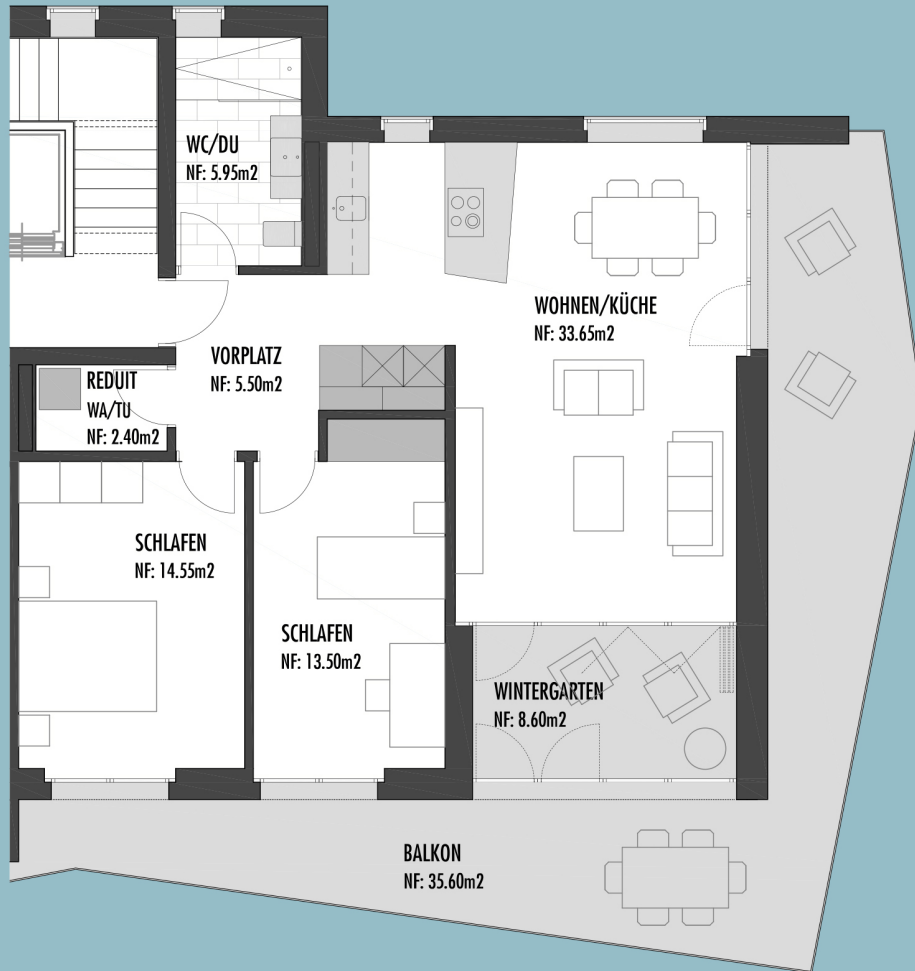 WC/DU
NF: 5.95m2
WOHNEN/KÜCHE
NF: 33.65m2
VORPLATZ
NF: 5.50m2
REDUIT
WA/TU
NF: 2.40m2
SCHLAFEN
NF: 14.55m2
SCHLAFEN
NF: 13.50m2
WINTERGARTEN
NF: 8.60m2
BALKON
NF: 35.60m2